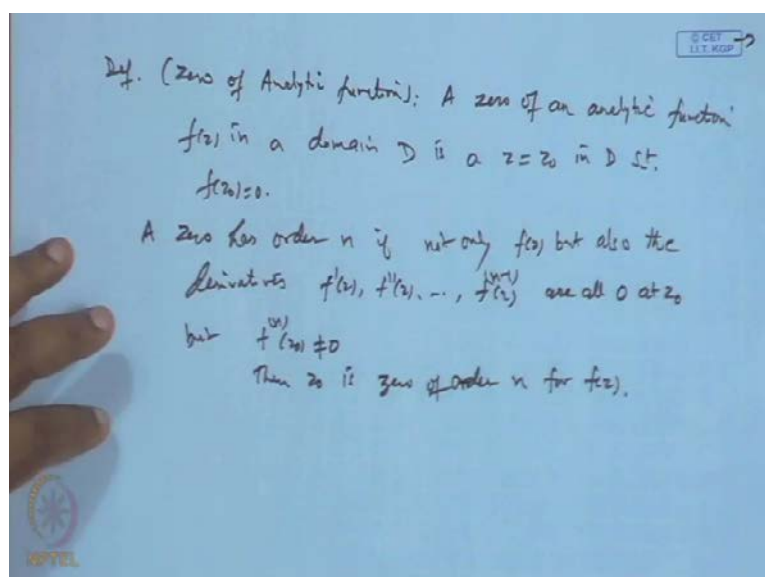 © CET
I.I.T. KGP
Def. (Zero of Analytic function): A zero of an analytic function
f(z) in a domain D is a z=z₀ in D s.t.
f(z₀)=0.
A zero has order n if not only f(z) but also the
derivatives f'(z), f''(z), ..., f⁽ⁿ⁻¹⁾(z) are all 0 at z₀
but f⁽ⁿ⁾(z₀) ≠0
Then z₀ is zero of order n for f(z).
NPTEL